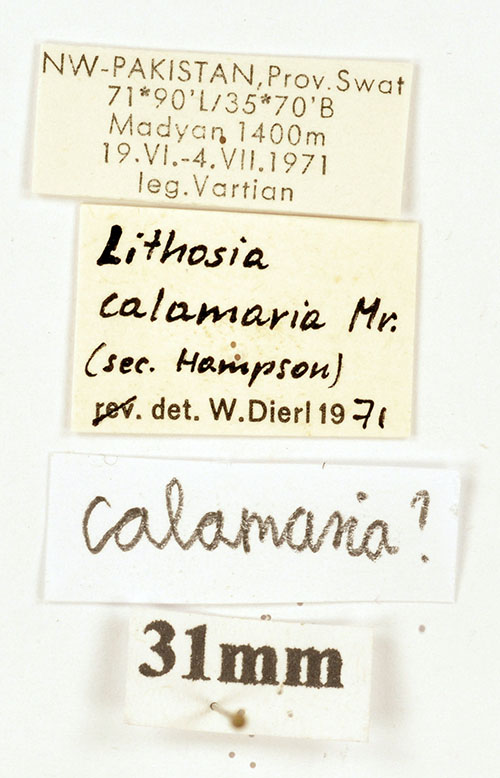 NW-PAKISTAN, Prov. Swat
71*90'L/35*70'B
Madyan, 1400m
19.VI.-4.VII.1971
leg. Vartian
Lithosia
calamaria Mr.
(sec. Hampson)
rev. det. W. Dierl 1971
calamaria?
31mm